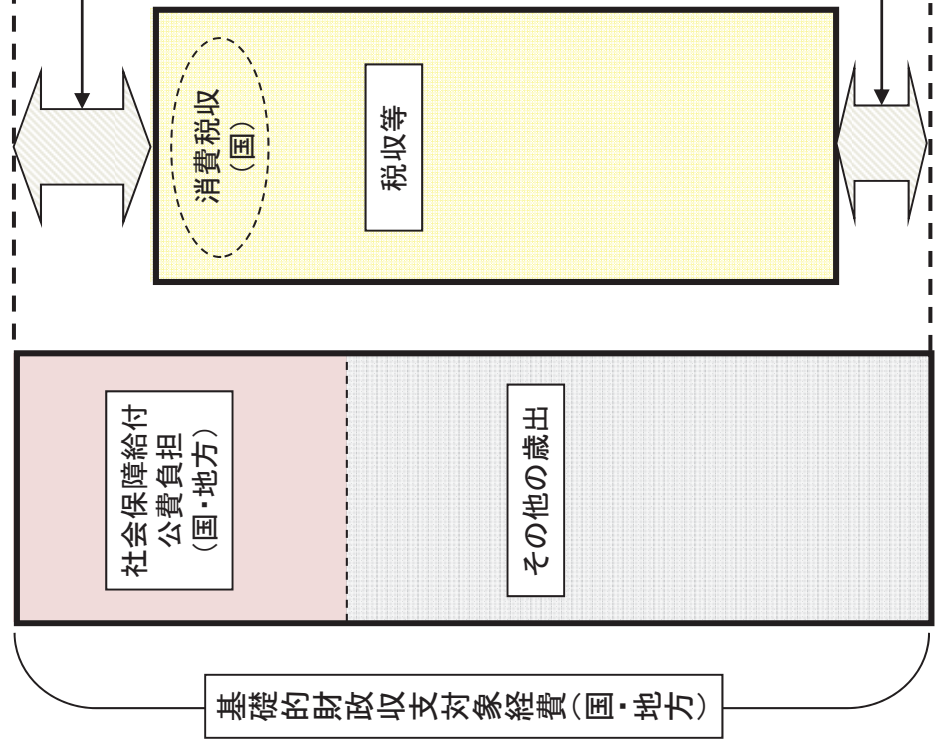 基礎的財政収支対象経費(国・地方)
社会保障給付
公費負担
(国・地方)
その他の歳出
消費税収
(国)
税収等